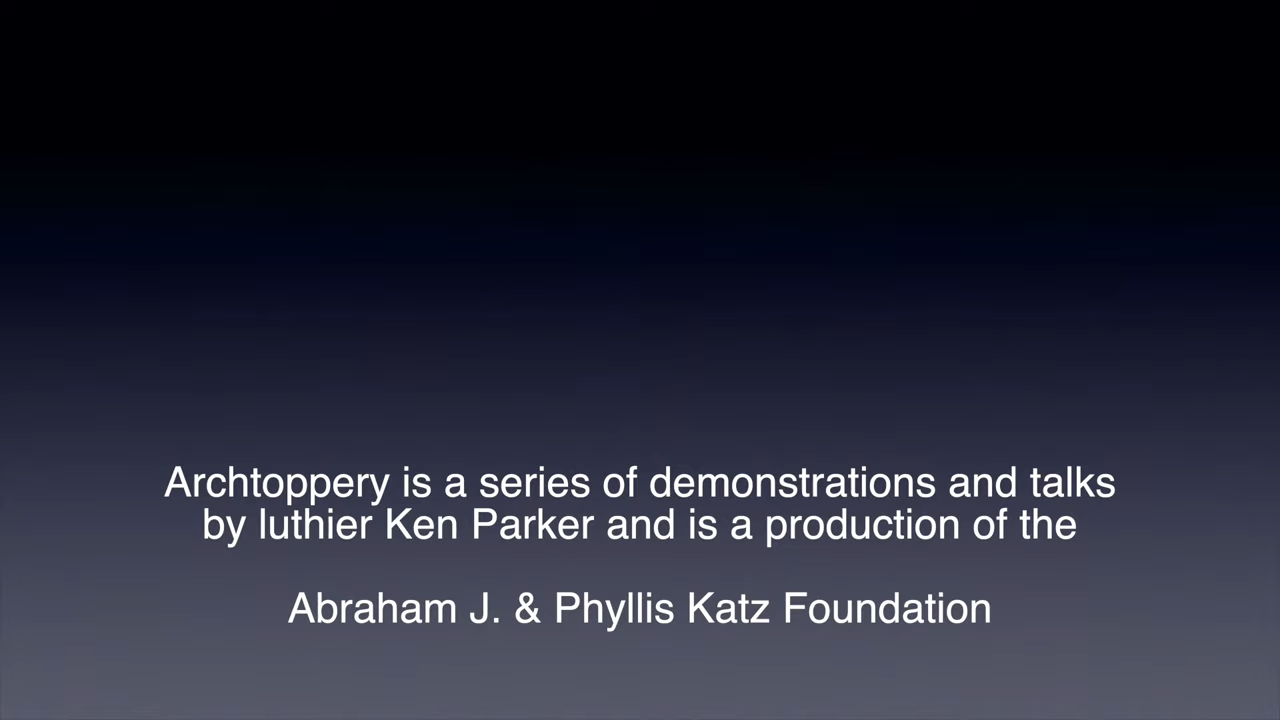 Archtoppery is a series of demonstrations and talks
by luthier Ken Parker and is a production of the
Abraham J. & Phyllis Katz Foundation